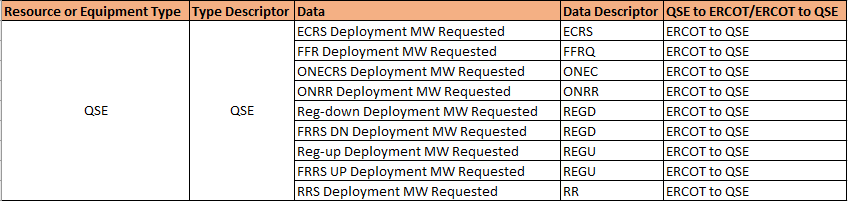 Resource or Equipment Type Type Descriptor Data Data Descriptor QSE to ERCOT/ERCOT to QSE
ECRS Deployment MW Requested ECRS ERCOT to QSE
FFR Deployment MW Requested FFRQ ERCOT to QSE
ONECRS Deployment MW Requested ONEC ERCOT to QSE
ONRR Deployment MW Requested ONRR ERCOT to QSE
QSE QSE Reg-down Deployment MW Requested REGD ERCOT to QSE
FRRS DN Deployment MW Requested REGD ERCOT to QSE
Reg-up Deployment MW Requested REGU ERCOT to QSE
FRRS UP Deployment MW Requested REGU ERCOT to QSE
RRS Deployment MW Requested RR ERCOT to QSE